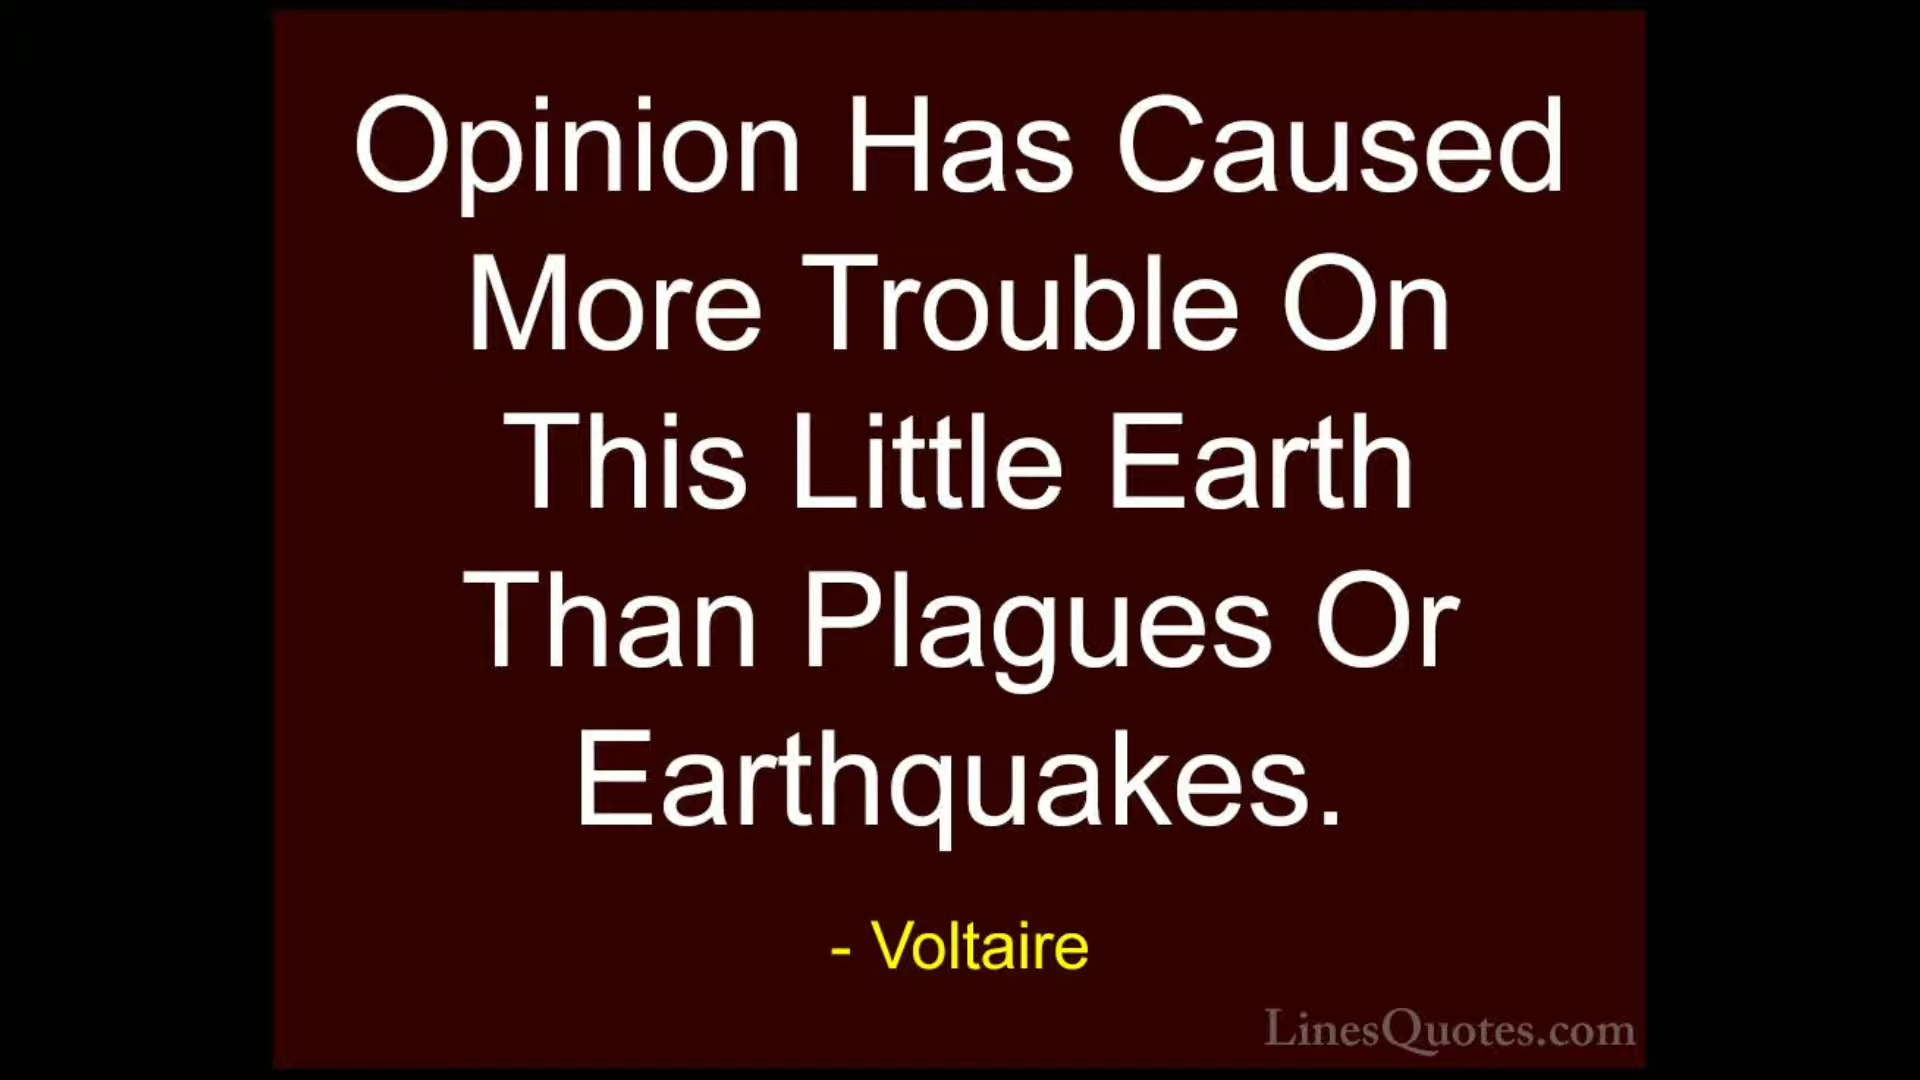 Opinion Has Caused
More Trouble On
This Little Earth
Than Plagues Or
Earthquakes.
- Voltaire
LinesQuotes.com